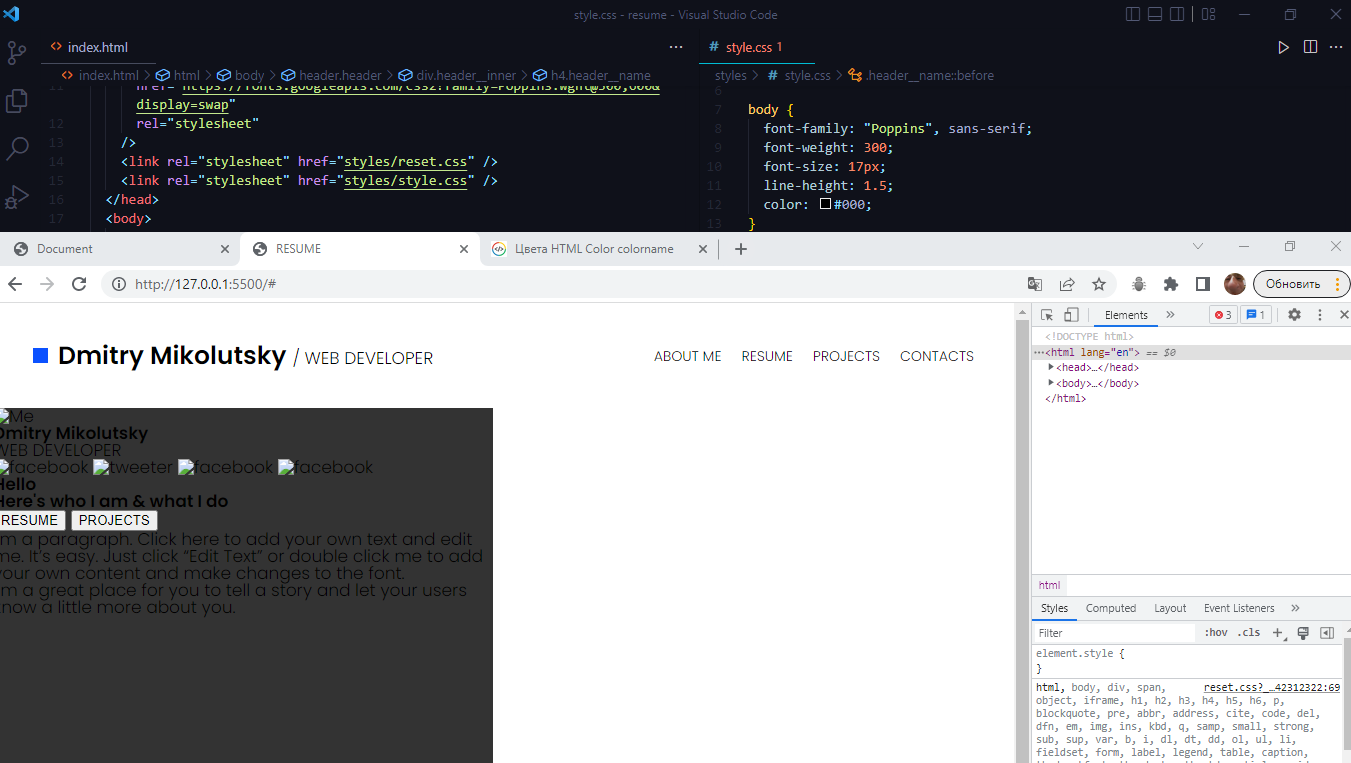 style.css - resume - Visual Studio Code
index.html
style.css 1
index.html > html > body > header.header > div.header__inner > h4.header__name
styles > # style.css > .header__name::before
11 href="https://fonts.googleapis.com/css2?family=Poppins:wght@300;600&
display=swap"
12 rel="stylesheet"
13 />
14 <link rel="stylesheet" href="styles/reset.css" />
15 <link rel="stylesheet" href="styles/style.css" />
16 </head>
17 <body>
6
7 body {
8 font-family: "Poppins", sans-serif;
9 font-weight: 300;
10 font-size: 17px;
11 line-height: 1.5;
12 color: #000;
13 }
Document
RESUME
Цвета HTML Color colorname
http://127.0.0.1:5500/#
Обновить
Dmitry Mikolutsky / WEB DEVELOPER
ABOUT ME RESUME PROJECTS CONTACTS
Me
Dmitry Mikolutsky
WEB DEVELOPER
facebook tweeter facebook facebook
Hello
Here's who I am & what I do
RESUME PROJECTS
I'm a paragraph. Click here to add your own text and edit
me. It's easy. Just click “Edit Text” or double click me to add
your own content and make changes to the font.
I'm a great place for you to tell a story and let your users
know a little more about you.
Elements » 3 1
<!DOCTYPE html>
···<html lang="en"> == $0
<head>…</head>
<body>…</body>
</html>
html
Styles Computed Layout Event Listeners »
Filter :hov .cls +
element.style {
}
html, body, div, span, reset.css?_…42312322:69
object, iframe, h1, h2, h3, h4, h5, h6, p,
blockquote, pre, abbr, address, cite, code, del,
dfn, em, img, ins, kbd, q, samp, small, strong,
sub, sup, var, b, i, dl, dt, dd, ol, ul, li,
fieldset, form, label, legend, table, caption,